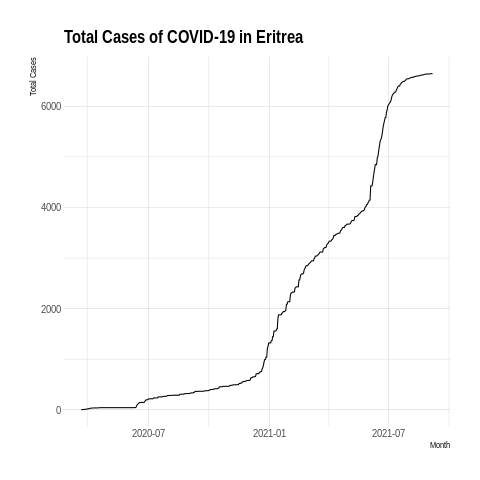 Total Cases of COVID-19 in Eritrea
Total Cases
6000
4000
2000
0
2020-07 2021-01 2021-07
Month